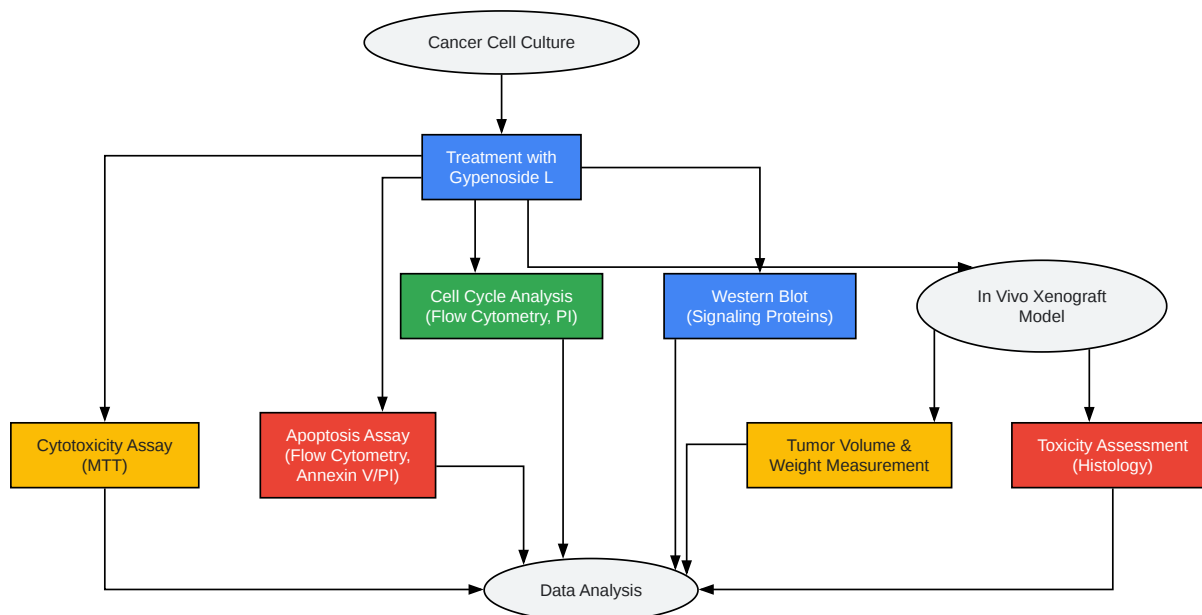 Cancer Cell Culture
Treatment with
Gypenoside L
Cell Cycle Analysis
(Flow Cytometry, PI)
Western Blot
(Signaling Proteins)
In Vivo Xenograft
Model
Cytotoxicity Assay
(MTT)
Apoptosis Assay
(Flow Cytometry,
Annexin V/PI)
Tumor Volume &
Weight Measurement
Toxicity Assessment
(Histology)
Data Analysis